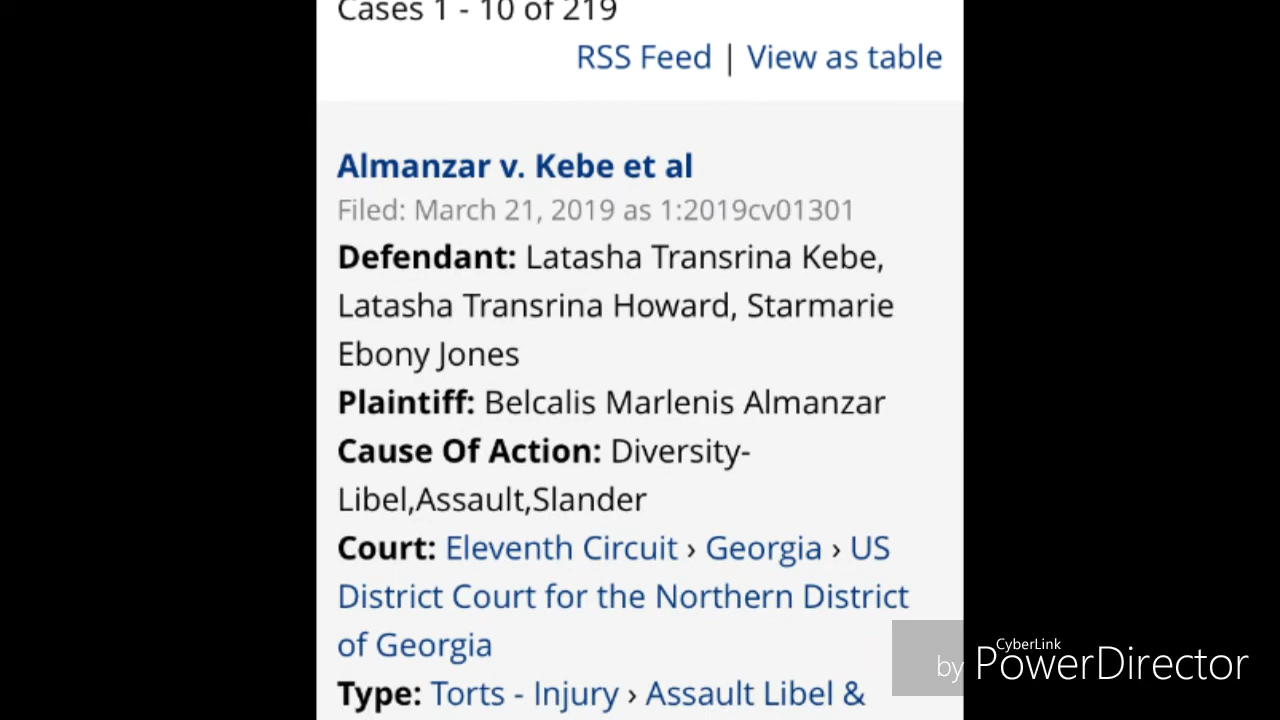 Cases 1 - 10 of 219
RSS Feed | View as table
Almanzar v. Kebe et al
Filed: March 21, 2019 as 1:2019cv01301
Defendant: Latasha Transrina Kebe,
Latasha Transrina Howard, Starmarie
Ebony Jones
Plaintiff: Belcalis Marlenis Almanzar
Cause Of Action: Diversity-
Libel,Assault,Slander
Court: Eleventh Circuit › Georgia › US
District Court for the Northern District
of Georgia
Type: Torts - Injury › Assault Libel &
by CyberLink
PowerDirector